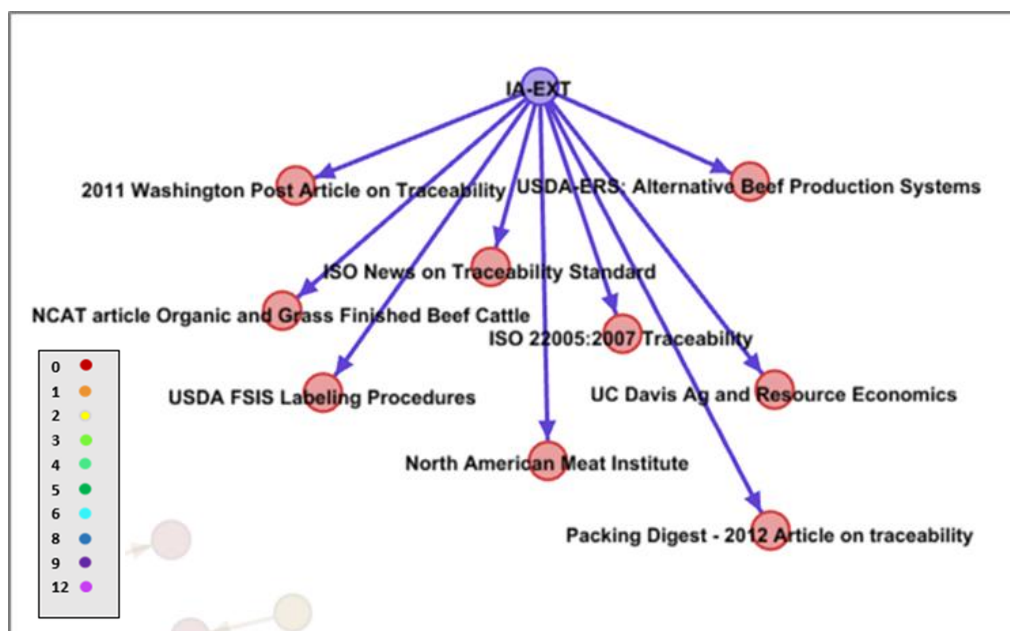 IA-EXT
2011 Washington Post Article on Traceability
USDA-ERS: Alternative Beef Production Systems
ISO News on Traceability Standard
NCAT article Organic and Grass Finished Beef Cattle
ISO 22005:2007 Traceability
USDA FSIS Labeling Procedures
UC Davis Ag and Resource Economics
North American Meat Institute
Packing Digest - 2012 Article on traceability
0
1
2
3
4
5
6
8
9
12